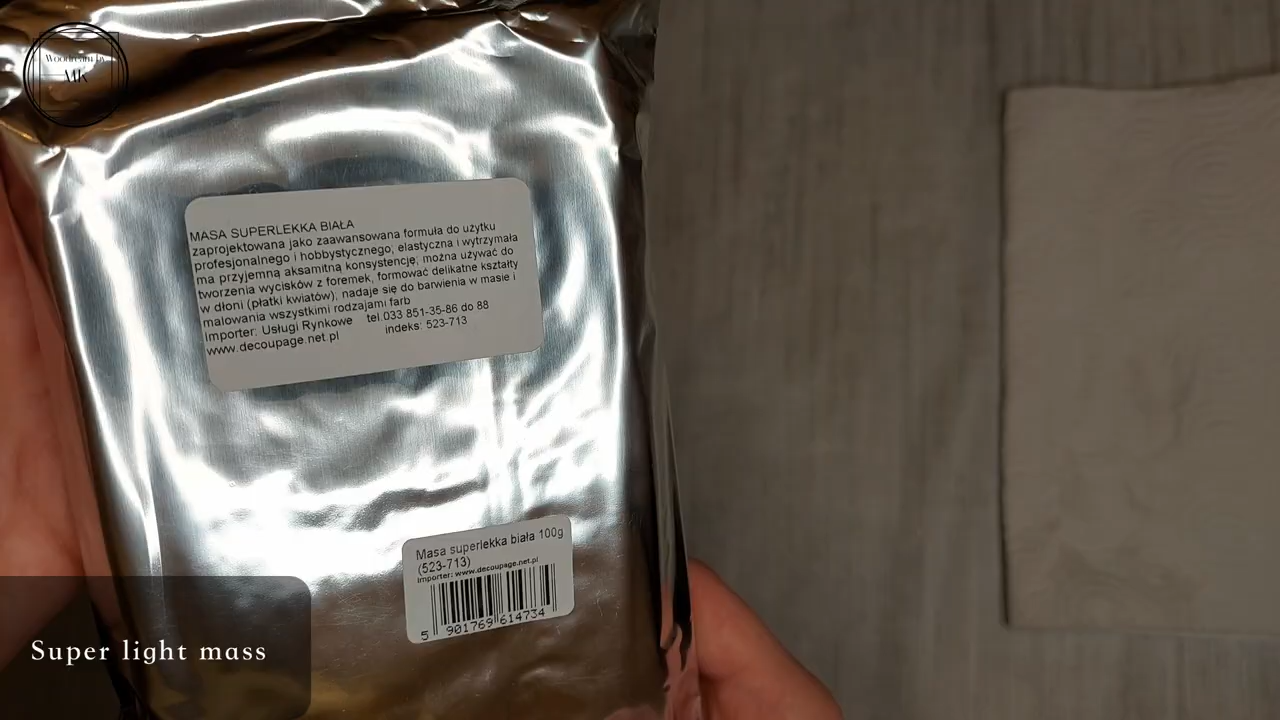 Woodream by
MK
MASA SUPERLEKKA BIAŁA
zaprojektowana jako zaawansowana formuła do użytku
profesjonalnego i hobbystycznego; elastyczna i wytrzymała
ma przyjemną aksamitną konsystencję; można używać do
tworzenia wycisków z foremek, formować delikatne kształty
w dłoni (płatki kwiatów), nadaje się do barwienia w masie i
malowania wszystkimi rodzajami farb
importer: Usługi Rynkowe tel.033 851-35-86 do 88
www.decoupage.net.pl indeks: 523-713
Masa superlekka biała 100g
(523-713)
importer: www.decoupage.net.pl
5 901769 614734
Super light mass